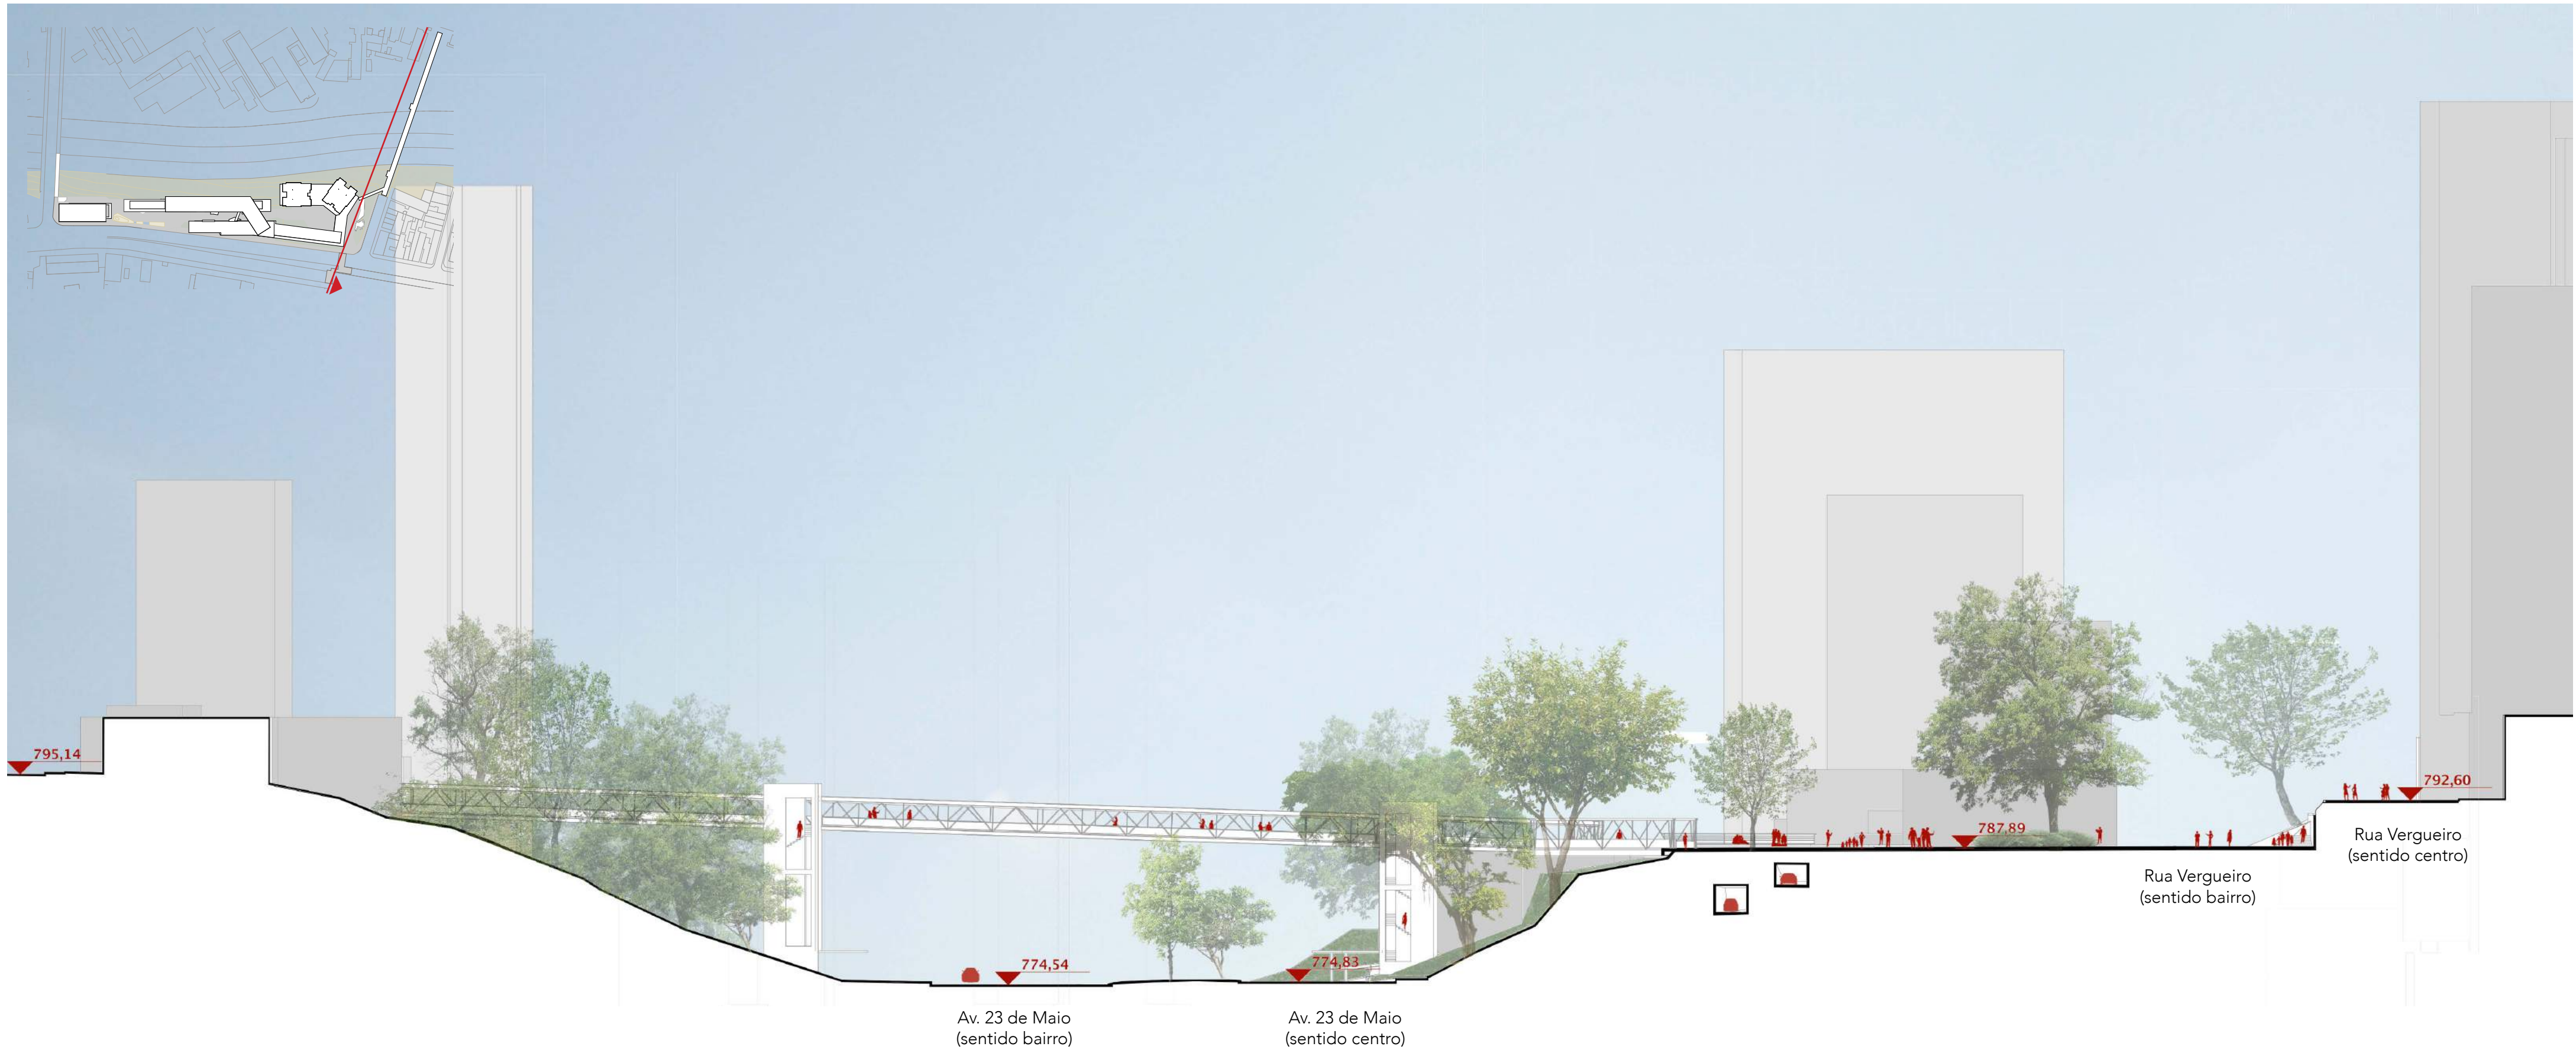 795,14
792,60
787,89
Rua Vergueiro
(sentido centro)
Rua Vergueiro
(sentido bairro)
774,54
774,83
Av. 23 de Maio
(sentido bairro)
Av. 23 de Maio
(sentido centro)